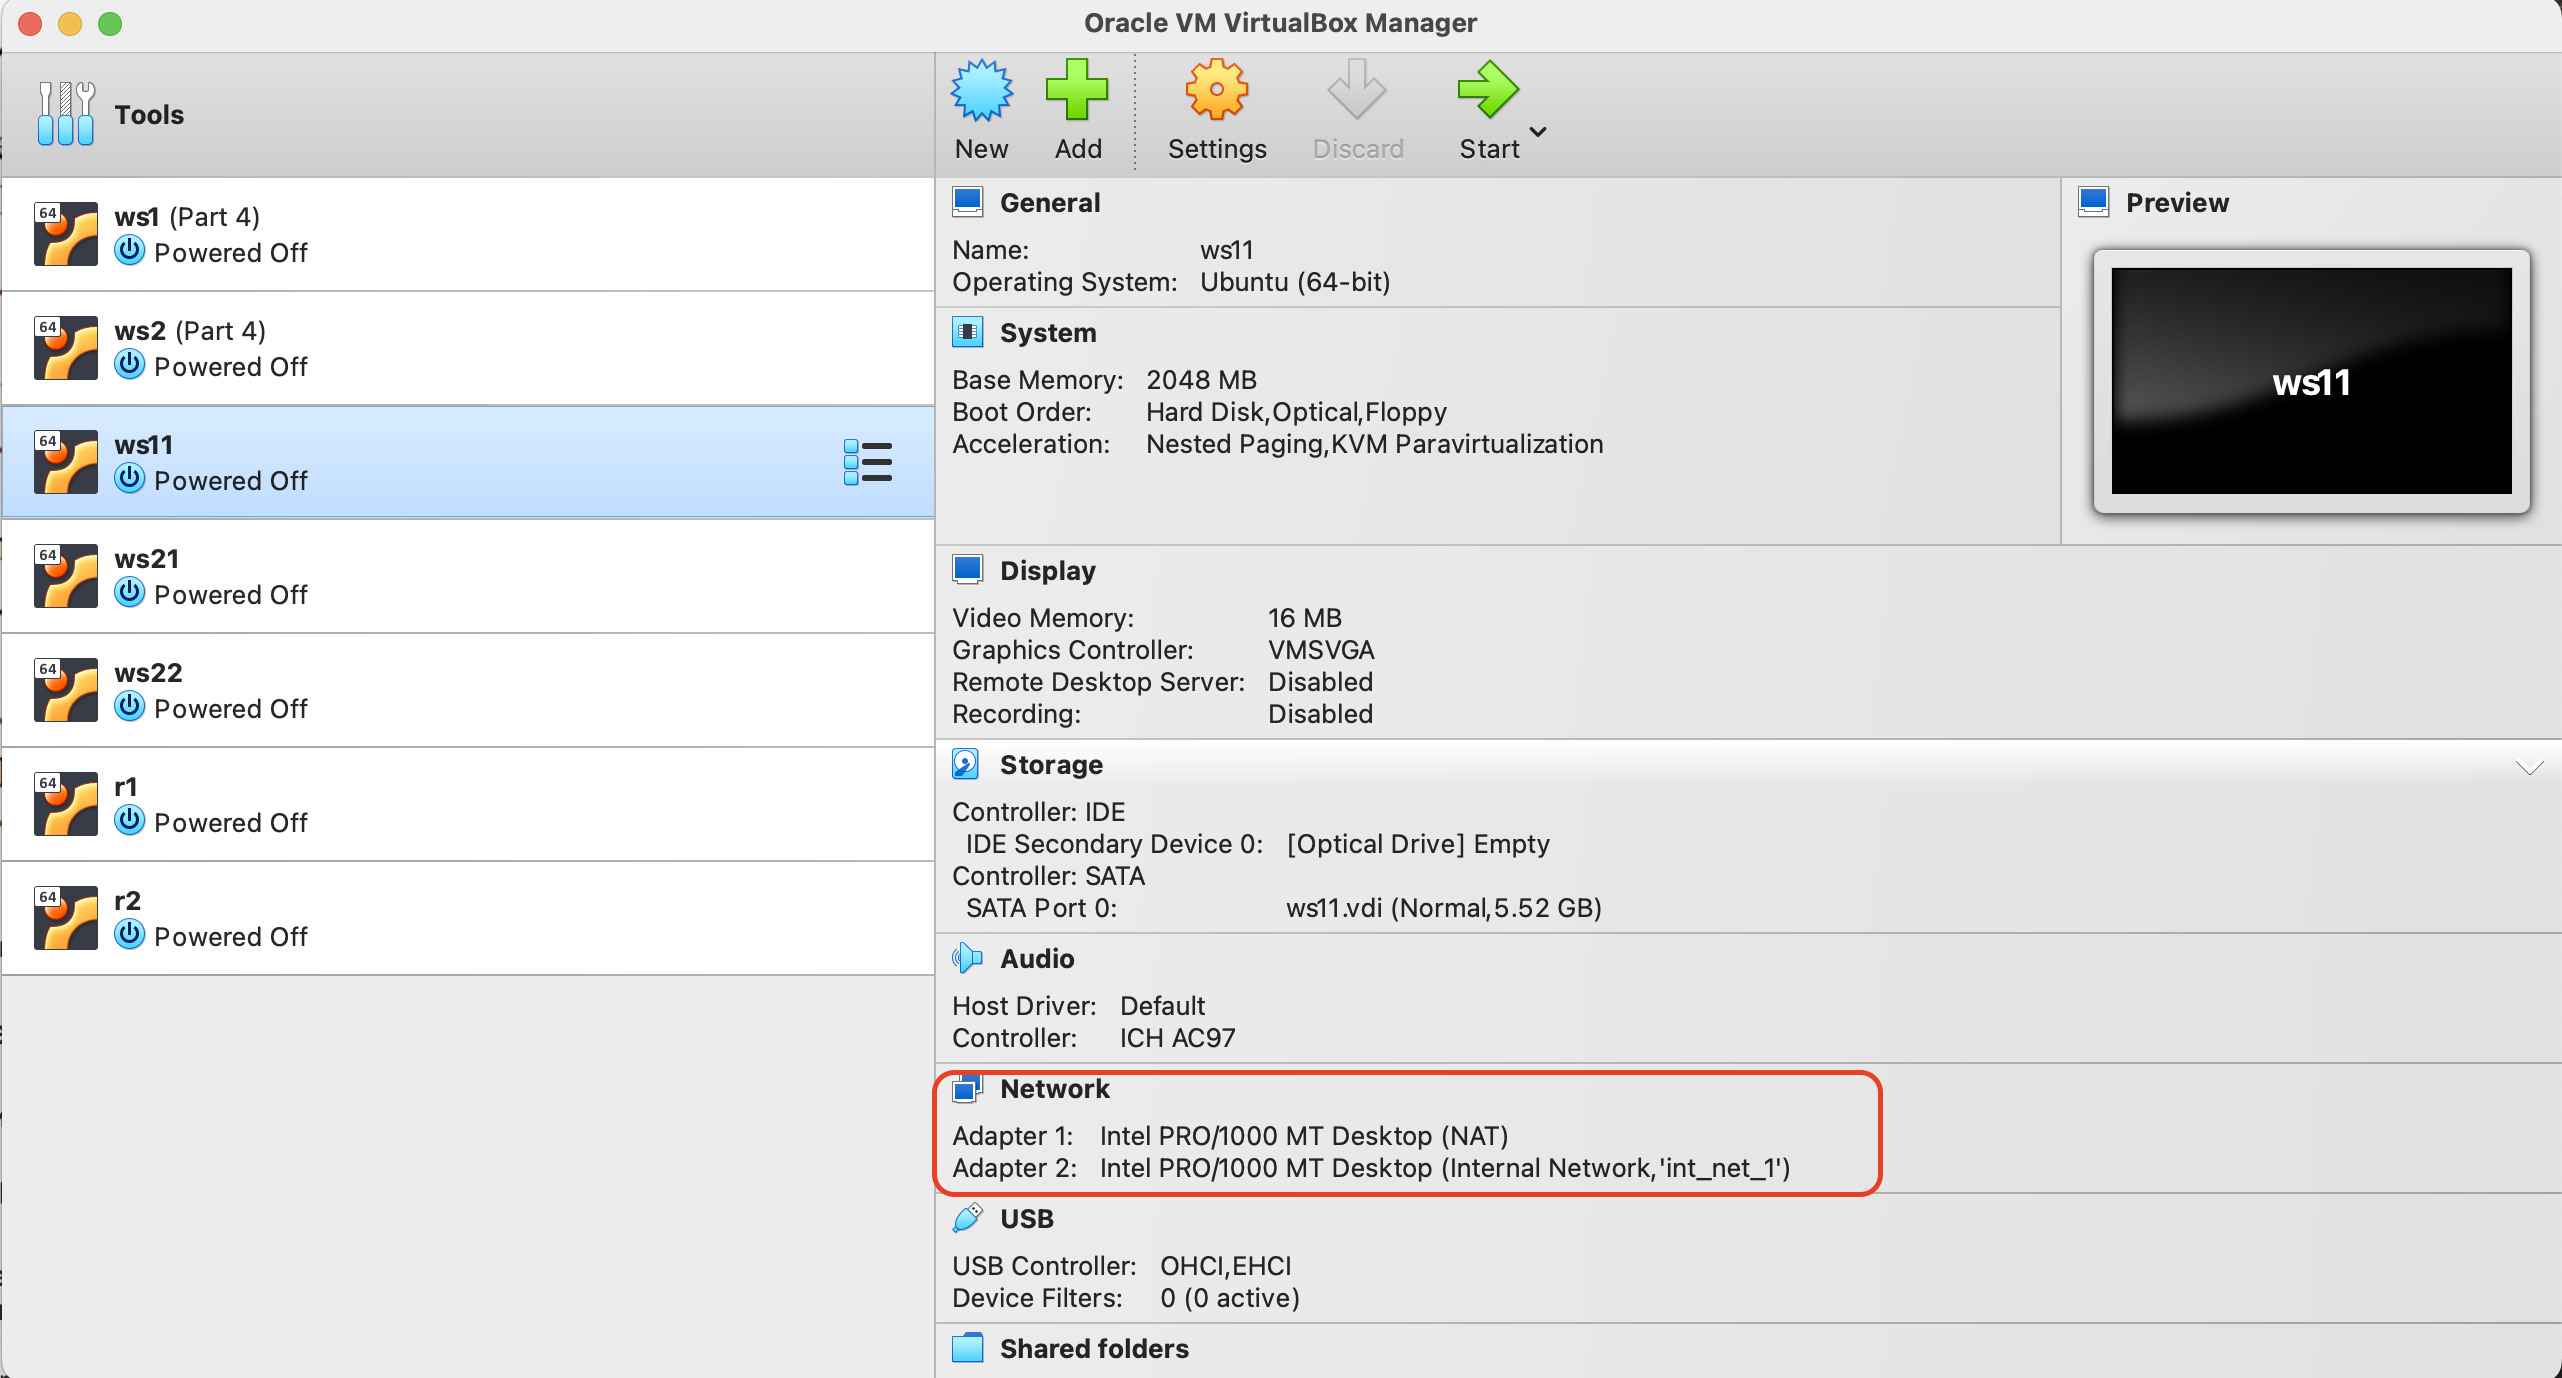 Oracle VM VirtualBox Manager
Tools
New Add Settings Discard Start
64 ws1 (Part 4)
Powered Off
64 ws2 (Part 4)
Powered Off
64 ws11
Powered Off
64 ws21
Powered Off
64 ws22
Powered Off
64 r1
Powered Off
64 r2
Powered Off
General
Name: ws11
Operating System: Ubuntu (64-bit)
Preview
ws11
System
Base Memory: 2048 MB
Boot Order: Hard Disk,Optical,Floppy
Acceleration: Nested Paging,KVM Paravirtualization
Display
Video Memory: 16 MB
Graphics Controller: VMSVGA
Remote Desktop Server: Disabled
Recording: Disabled
Storage
Controller: IDE
IDE Secondary Device 0: [Optical Drive] Empty
Controller: SATA
SATA Port 0: ws11.vdi (Normal,5.52 GB)
Audio
Host Driver: Default
Controller: ICH AC97
Network
Adapter 1: Intel PRO/1000 MT Desktop (NAT)
Adapter 2: Intel PRO/1000 MT Desktop (Internal Network,'int_net_1')
USB
USB Controller: OHCI,EHCI
Device Filters: 0 (0 active)
Shared folders